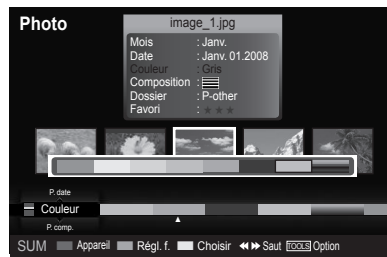 Photo
image_1.jpg
Mois : Janv.
Date : Janv. 01.2008
Couleur : Gris
Composition :
Dossier : P-other
Favori : ★ ★ ★
P. date
Couleur
P. comp.
SUM Appareil Régl. f. Choisir ◄◄ ►► Saut TOOLS Option